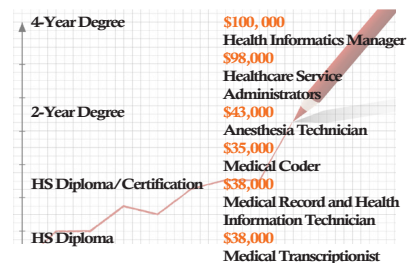 4-Year Degree
$100, 000
Health Informatics Manager
$98,000
Healthcare Service
Administrators
2-Year Degree
$43,000
Anesthesia Technician
$35,000
Medical Coder
HS Diploma/Certification
$38,000
Medical Record and Health
Information Technician
HS Diploma
$38,000
Medical Transcriptionist